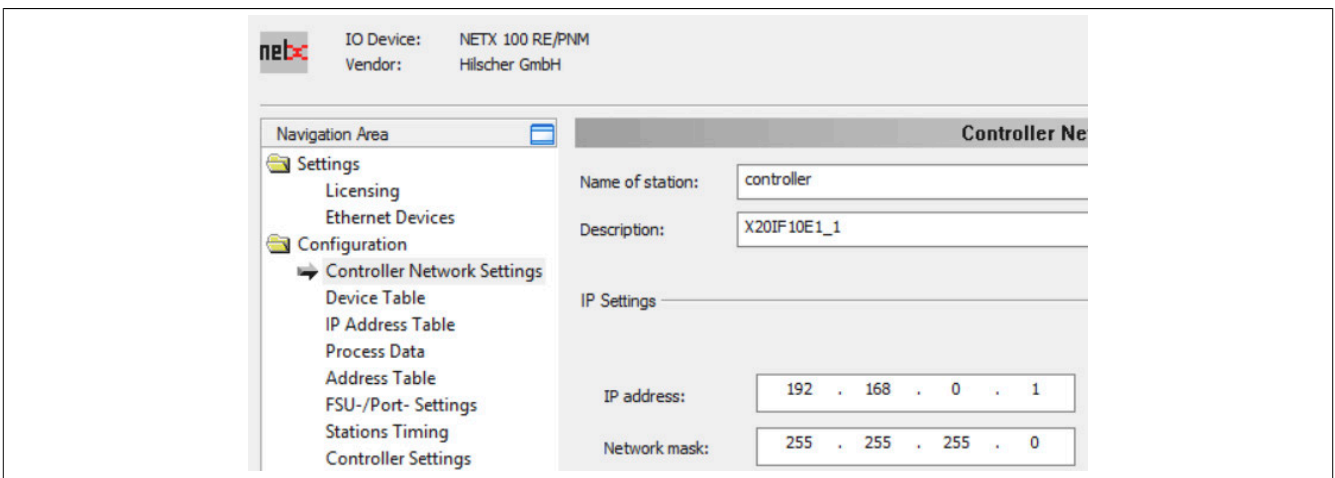 netx
IO Device: NETX 100 RE/PNM
Vendor: Hilscher GmbH
Navigation Area
Settings
Licensing
Ethernet Devices
Configuration
Controller Network Settings
Device Table
IP Address Table
Process Data
Address Table
FSU-/Port- Settings
Stations Timing
Controller Settings
Controller Ne
Name of station: controller
Description: X20IF10E1_1
IP Settings
IP address: 192 . 168 . 0 . 1
Network mask: 255 . 255 . 255 . 0